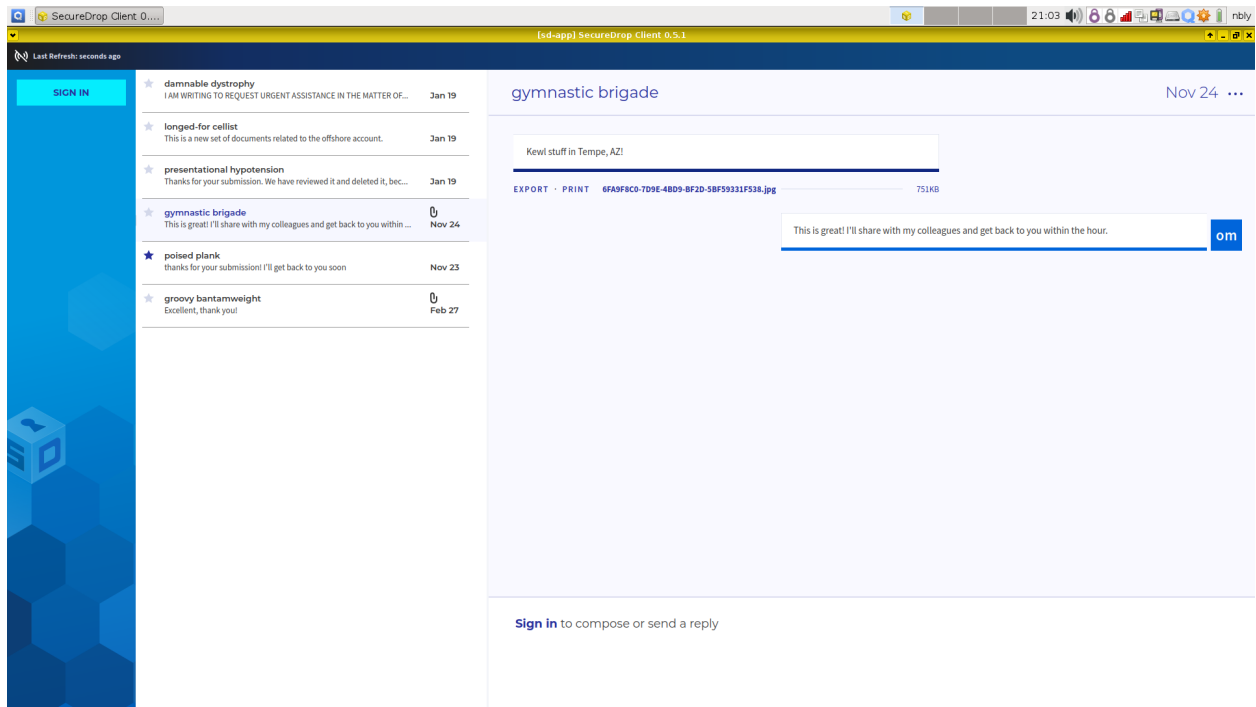 SecureDrop Client 0....
21:03
nbly
[sd-app] SecureDrop Client 0.5.1
Last Refresh: seconds ago
SIGN IN
damnable dystrophy
I AM WRITING TO REQUEST URGENT ASSISTANCE IN THE MATTER OF...
Jan 19
longed-for cellist
This is a new set of documents related to the offshore account.
Jan 19
presentational hypotension
Thanks for your submission. We have reviewed it and deleted it, bec...
Jan 19
gymnastic brigade
This is great! I'll share with my colleagues and get back to you within ...
Nov 24
poised plank
thanks for your submission! I'll get back to you soon
Nov 23
groovy bantamweight
Excellent, thank you!
Feb 27
gymnastic brigade
Nov 24
Kewl stuff in Tempe, AZ!
EXPORT · PRINT 6FA9F8C0-7D9E-4BD9-BF2D-5BF59331F538.jpg 751KB
This is great! I'll share with my colleagues and get back to you within the hour.
om
Sign in to compose or send a reply
SD